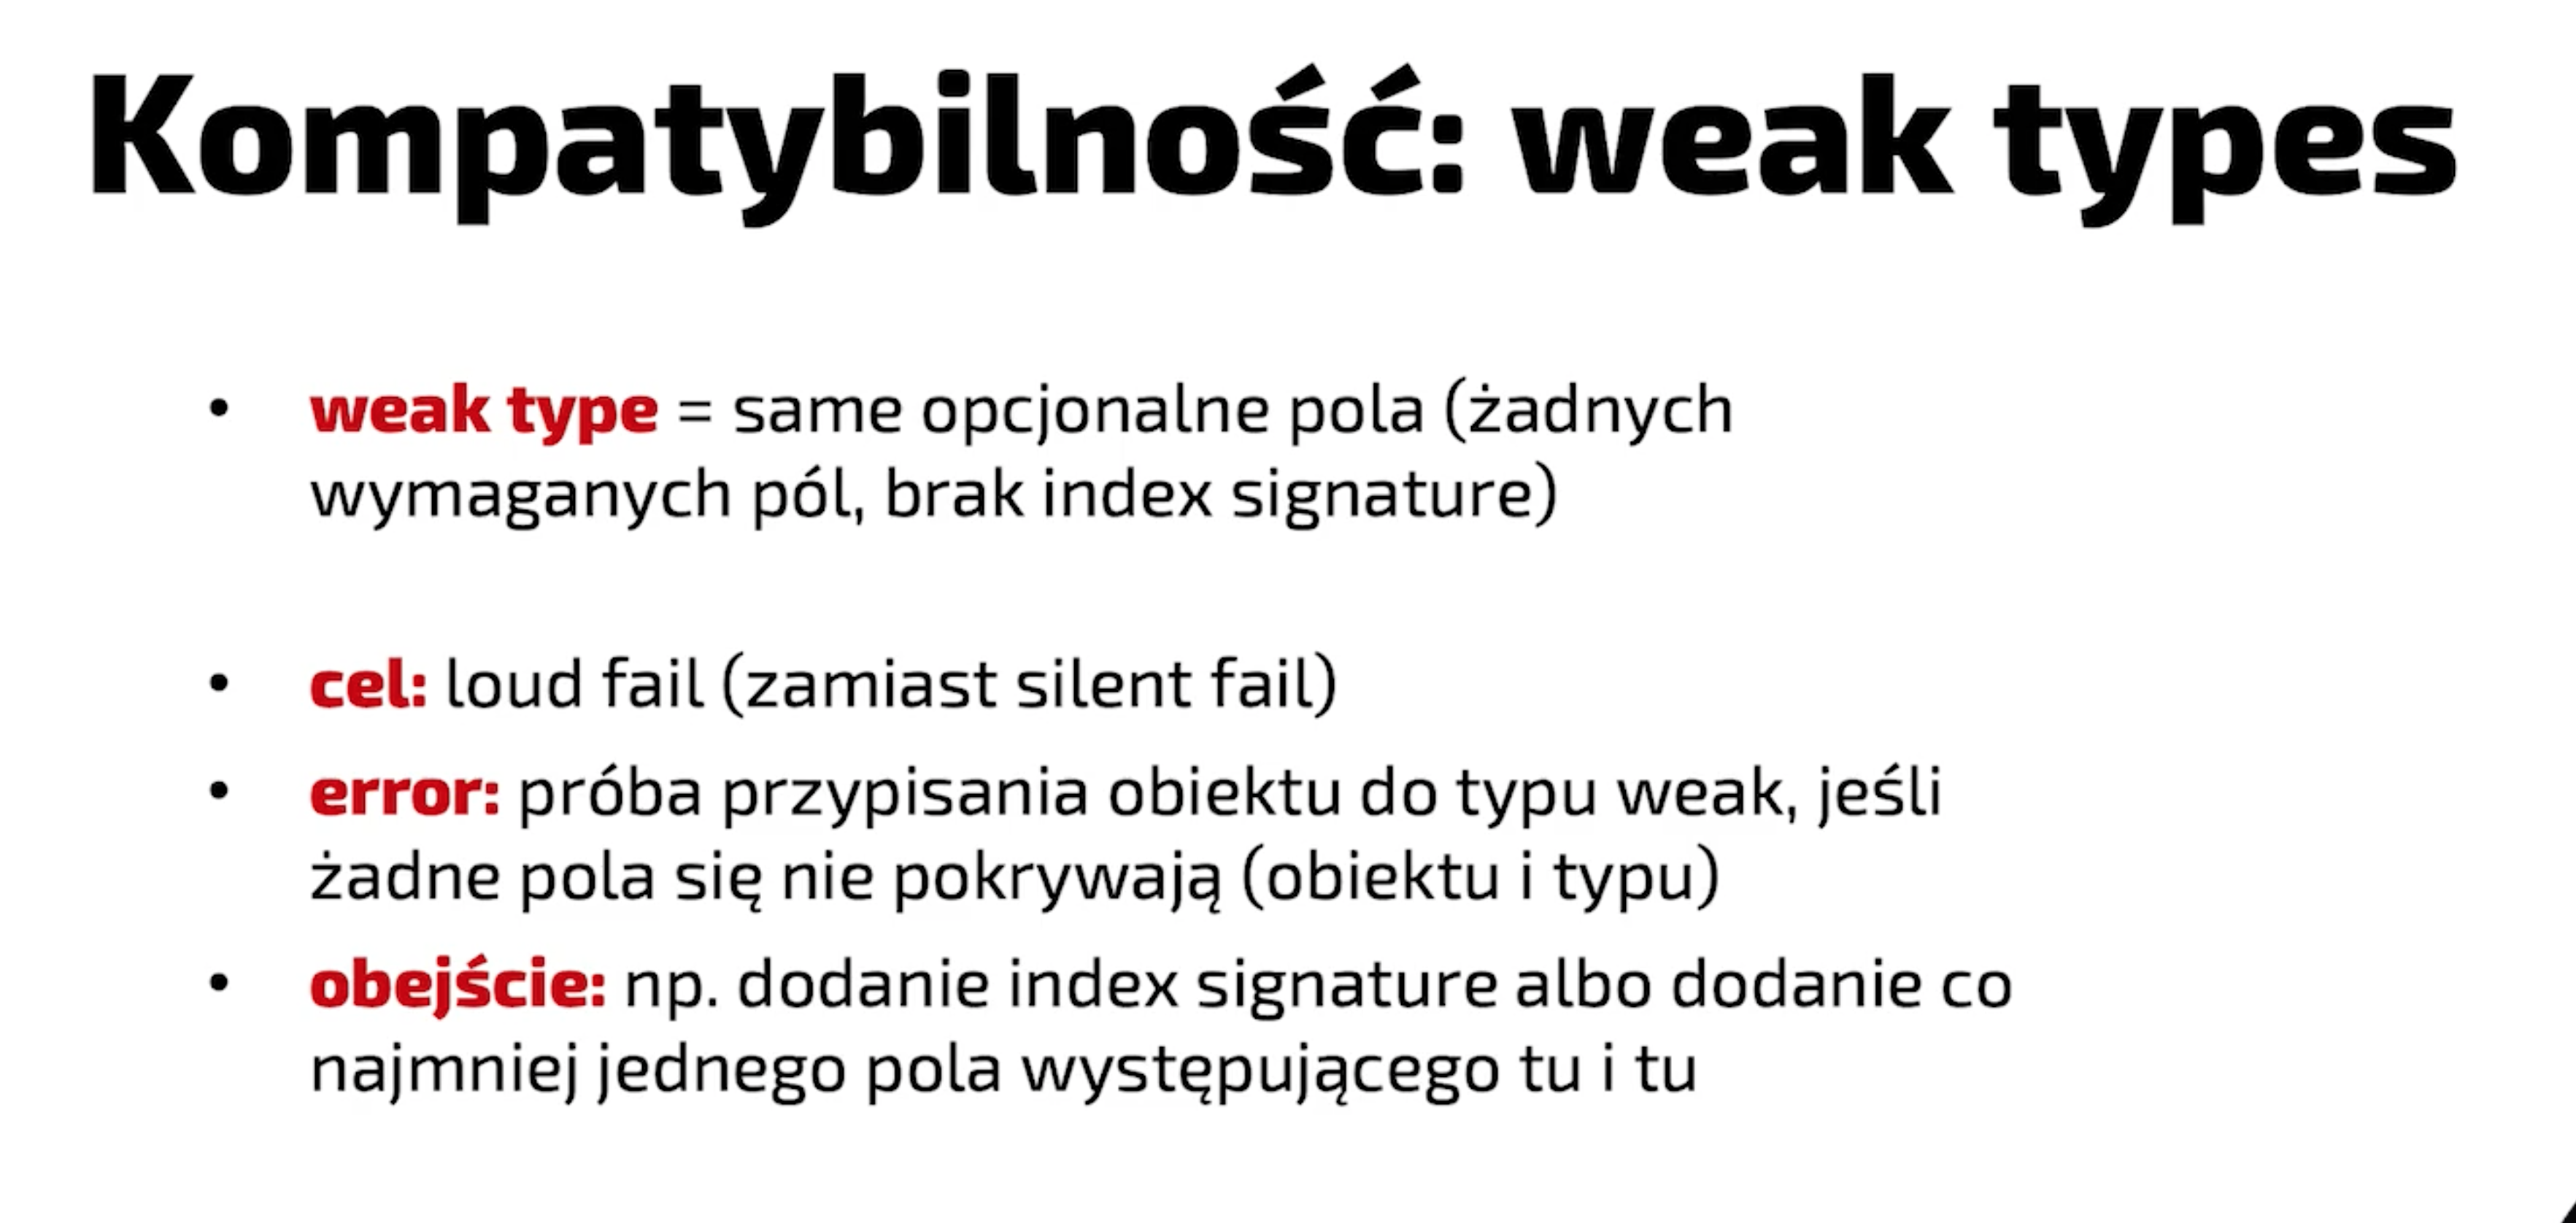 Kompatybilność: weak types
• weak type = same opcjonalne pola (żadnych
wymaganych pól, brak index signature)
• cel: loud fail (zamiast silent fail)
• error: próba przypisania obiektu do typu weak, jeśli
żadne pola się nie pokrywają (obiektu i typu)
• obejście: np. dodanie index signature albo dodanie co
najmniej jednego pola występującego tu i tu